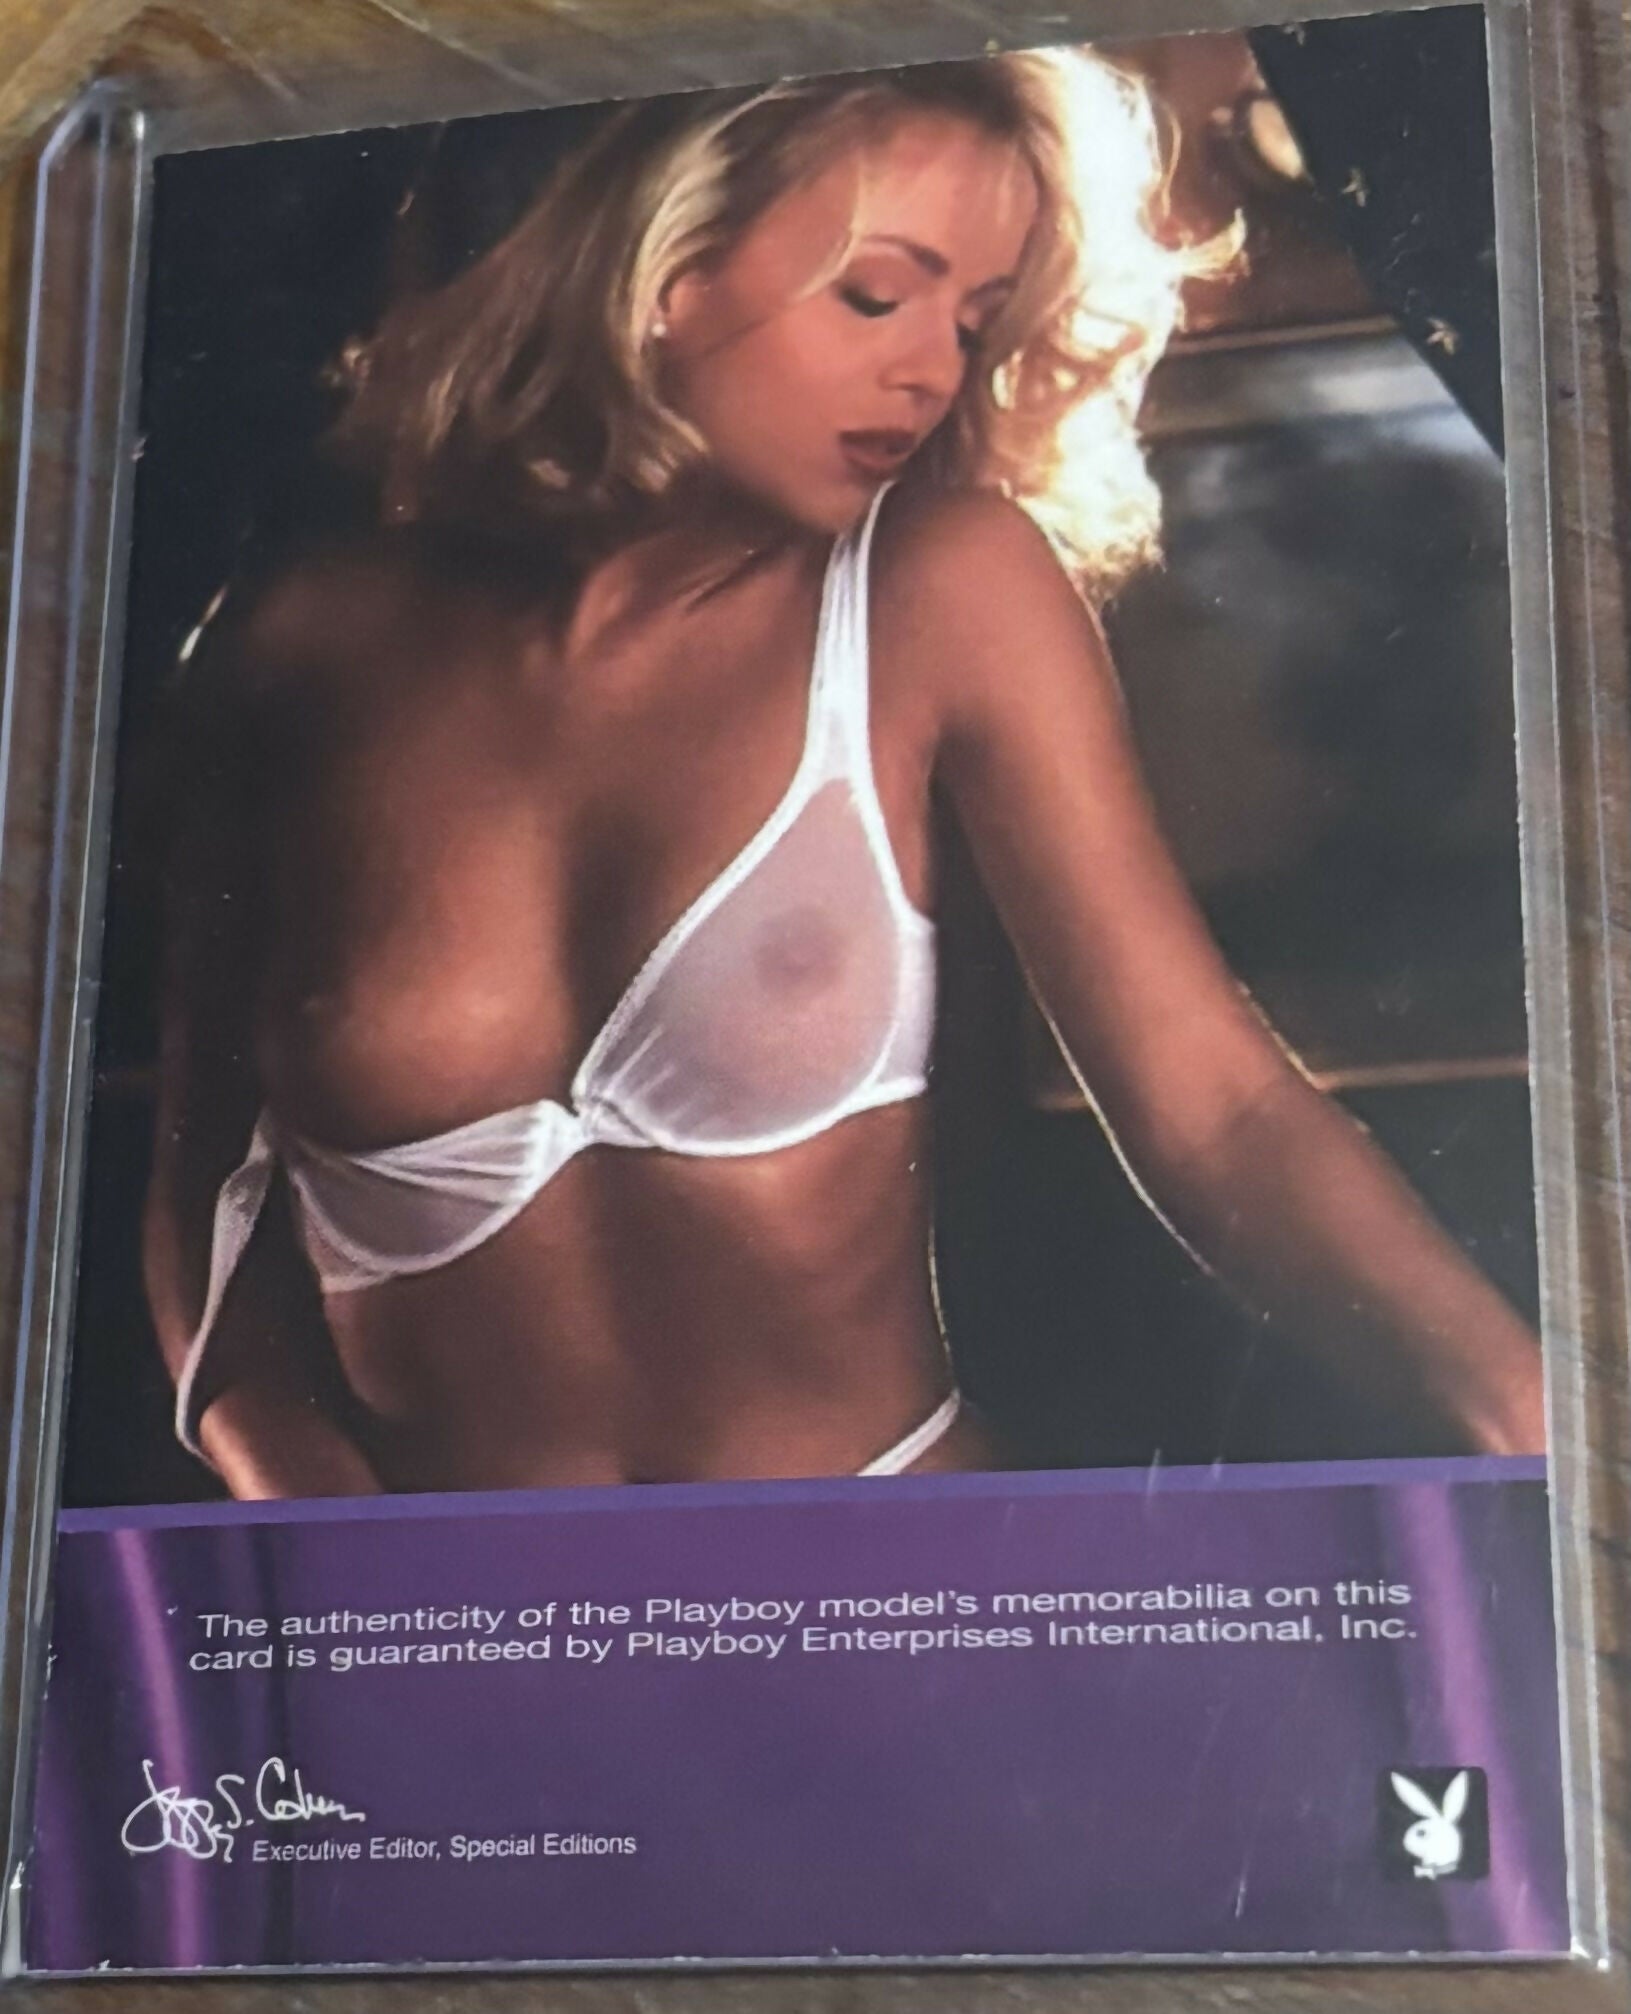 The authenticity of the Playboy model's memorabilia on this
card is guaranteed by Playboy Enterprises International, Inc.
Executive Editor, Special Editions